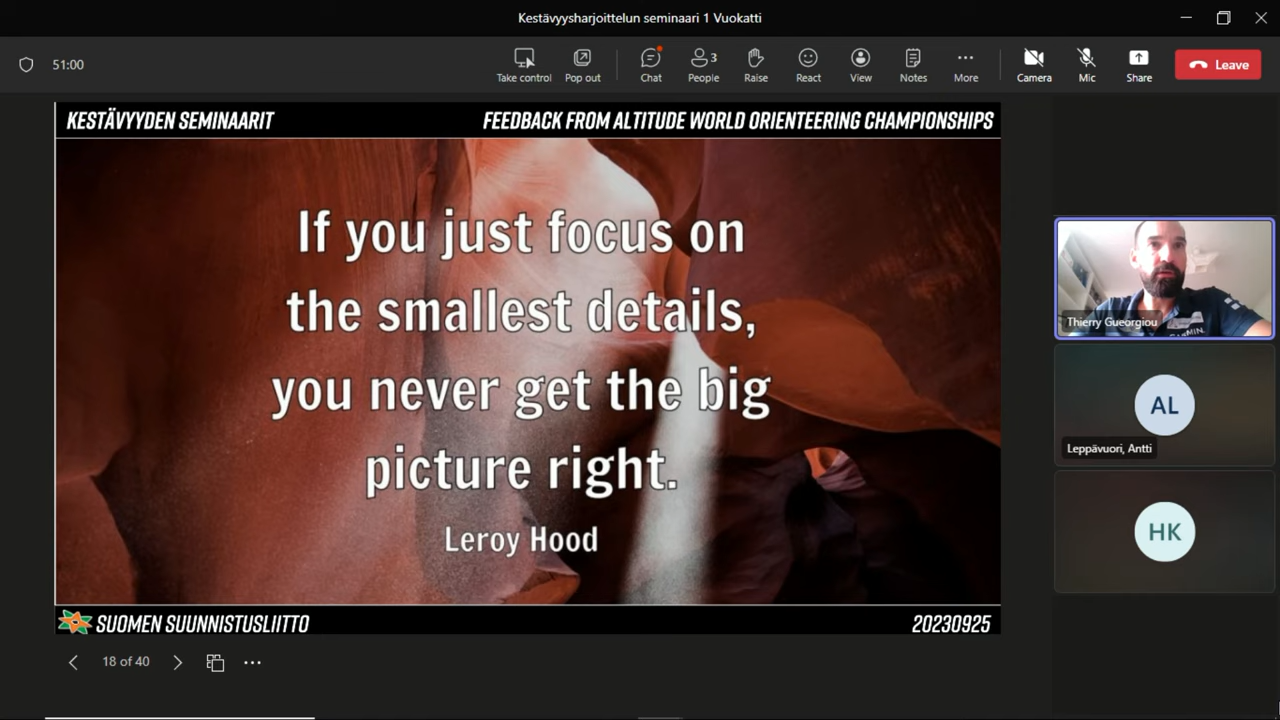 Kestävyysharjoittelun seminaari 1 Vuokatti
51:00
Take control
Pop out
Chat
3
People
Raise
React
View
Notes
More
Camera
Mic
Share
Leave
KESTÄVYYDEN SEMINAARIT
FEEDBACK FROM ALTITUDE WORLD ORIENTEERING CHAMPIONSHIPS
If you just focus on
the smallest details,
you never get the big
picture right.
Leroy Hood
SUOMEN SUUNNISTUSLIITTO
20230925
18 of 40
GARMIN.
Thierry Gueorgiou
AL
Leppävuori, Antti
HK